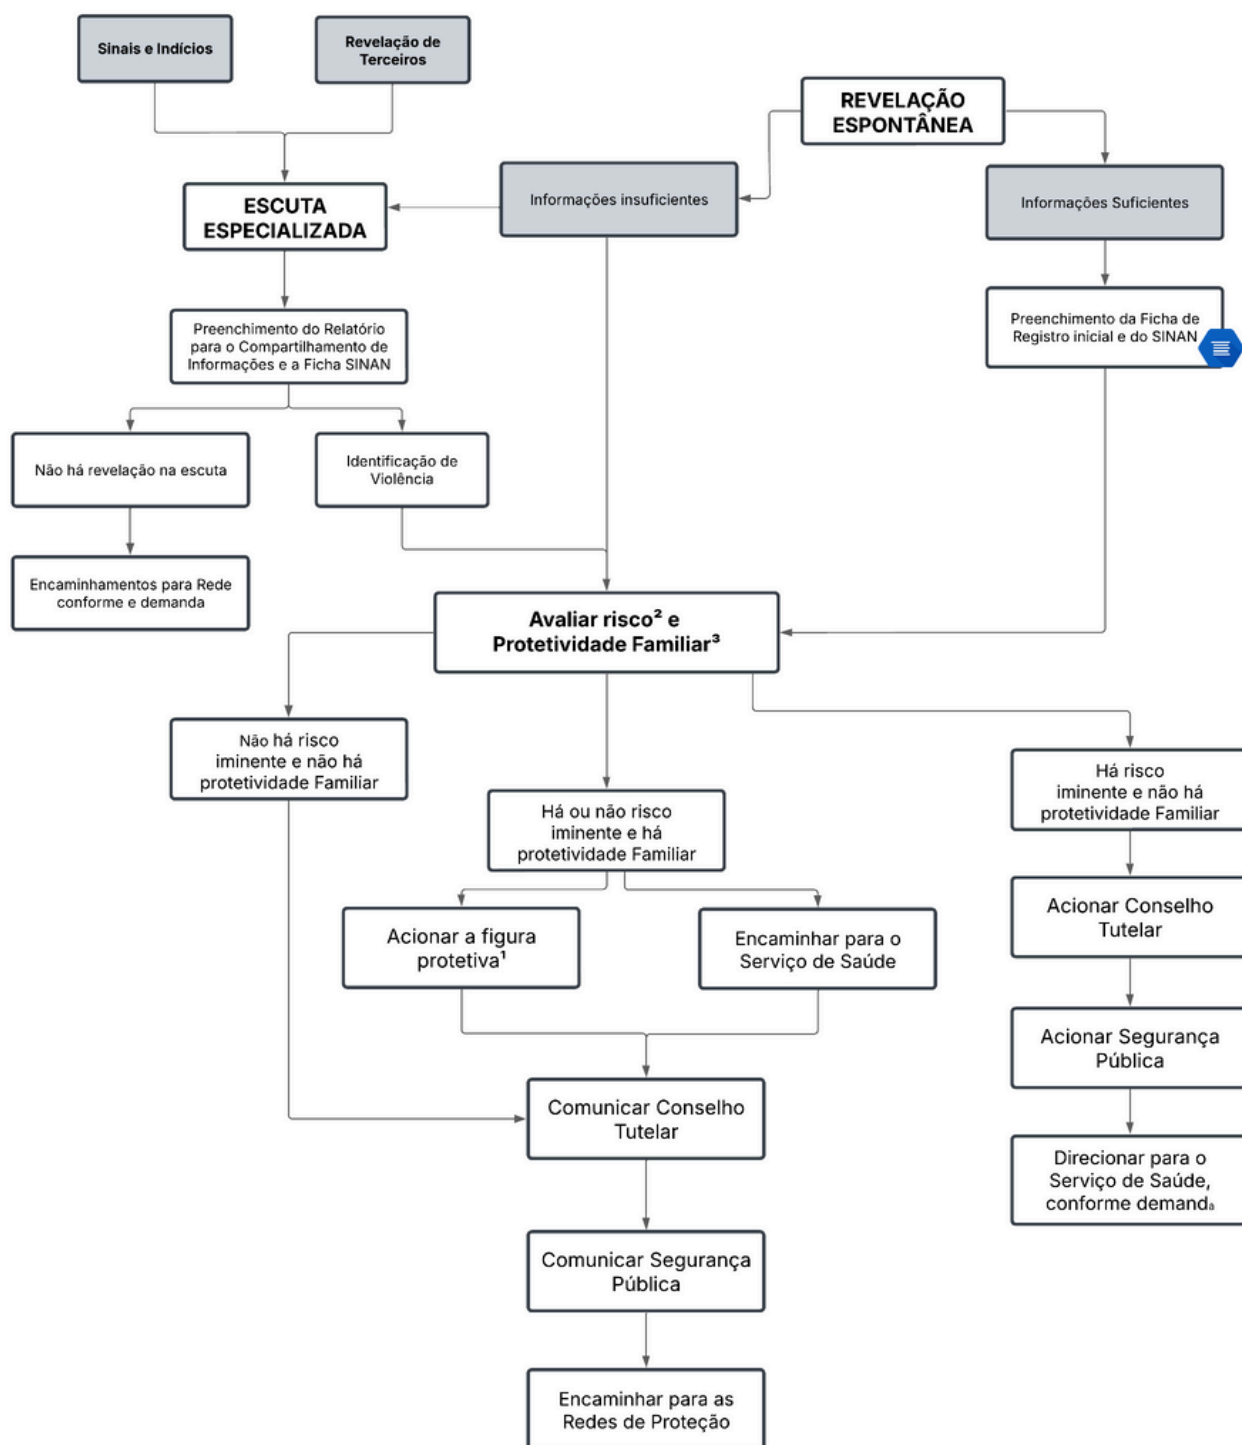 Sinais e Indícios
Revelação de
Terceiros
REVELAÇÃO
ESPONTÂNEA
ESCUTA
ESPECIALIZADA
Informações insuficientes
Informações Suficientes
Preenchimento do Relatório
para o Compartilhamento de
Informações e a Ficha SINAN
Preenchimento da Ficha de
Registro inicial e do SINAN
Não há revelação na escuta
Identificação de
Violência
Encaminhamentos para Rede
conforme e demanda
Avaliar risco² e
Protetividade Familiar³
Não há risco
iminente e não há
protetividade Familiar
Há ou não risco
iminente e há
protetividade Familiar
Há risco
iminente e não há
protetividade Familiar
Acionar a figura
protetiva¹
Encaminhar para o
Serviço de Saúde
Acionar Conselho
Tutelar
Acionar Segurança
Pública
Comunicar Conselho
Tutelar
Direcionar para o
Serviço de Saúde,
conforme demanda
Comunicar Segurança
Pública
Encaminhar para as
Redes de Proteção